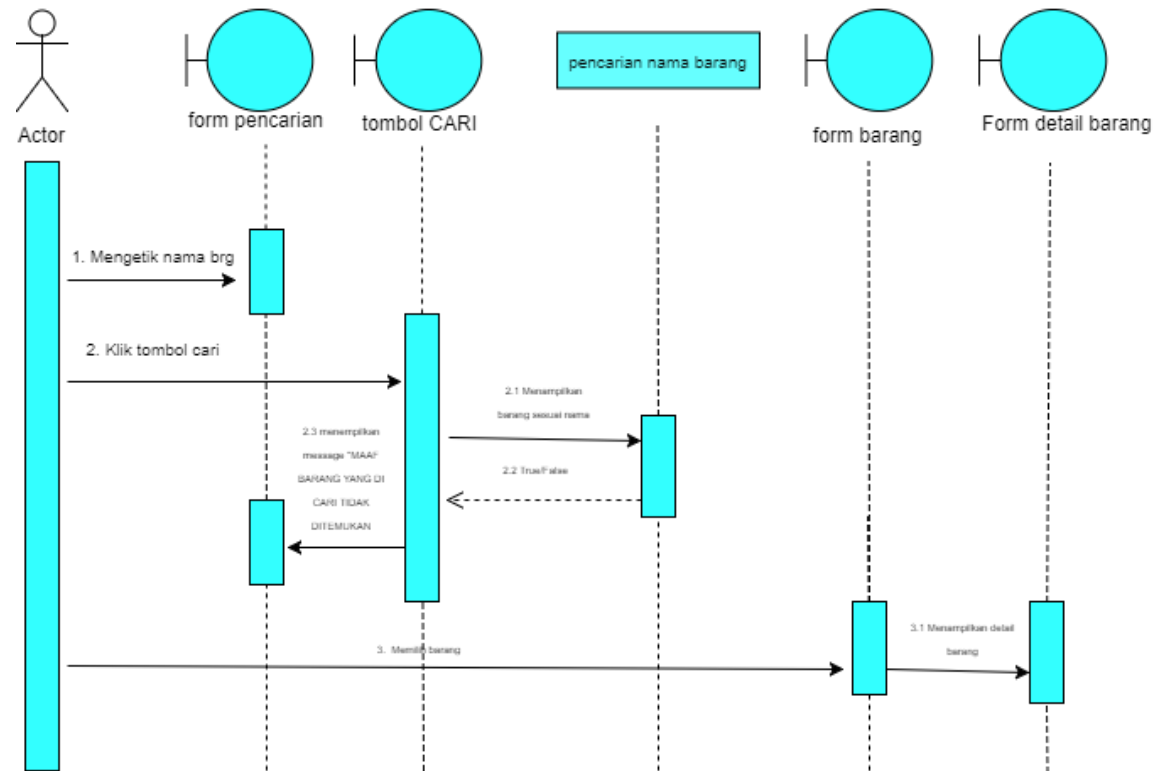 form pencarian
tombol CARI
pencarian nama barang
form barang
Form detail barang
Actor
1. Mengetik nama brg
2. Klik tombol cari
2.1 Menampilkan
barang sesuai nama
2.3 menempilkan
message "MAAF
BARANG YANG DI
CARI TIDAK
DITEMUKAN
2.2 True/False
3. Memilih barang
3.1 Menampilkan detail
barang